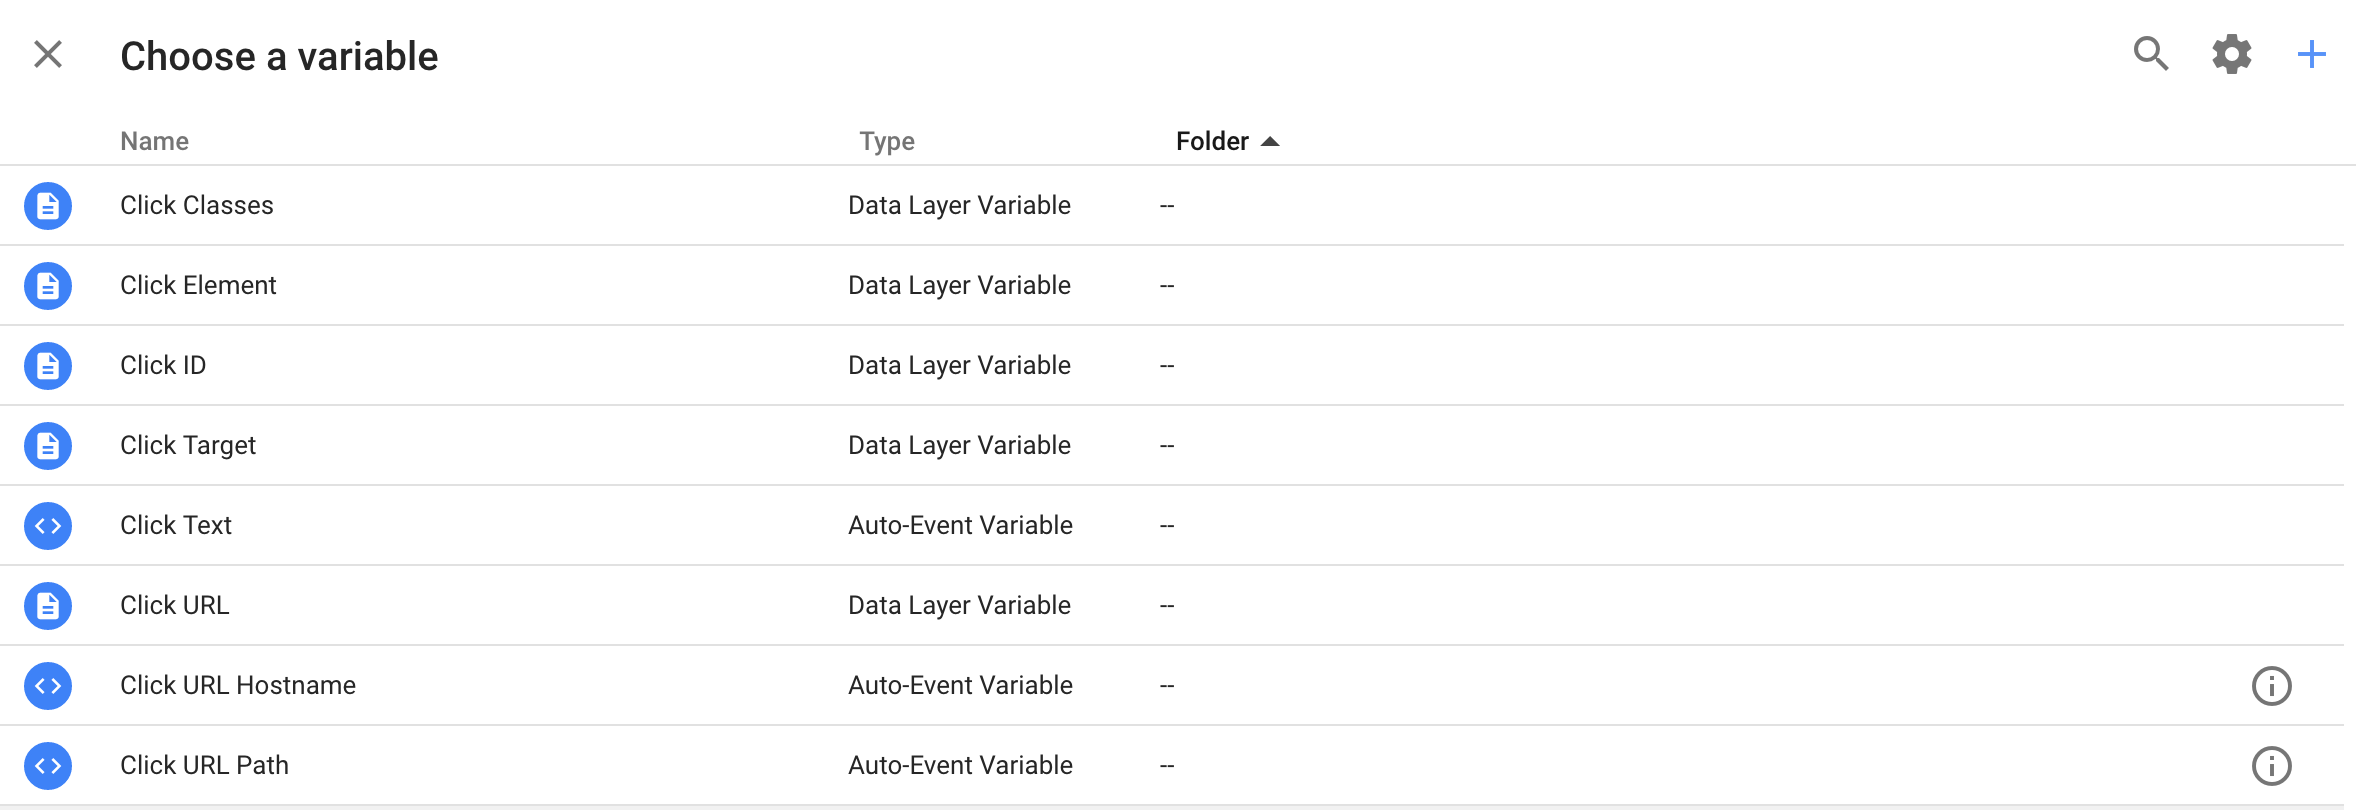 Choose a variable
Name Type Folder
Click Classes Data Layer Variable --
Click Element Data Layer Variable --
Click ID Data Layer Variable --
Click Target Data Layer Variable --
Click Text Auto-Event Variable --
Click URL Data Layer Variable --
Click URL Hostname Auto-Event Variable --
Click URL Path Auto-Event Variable --